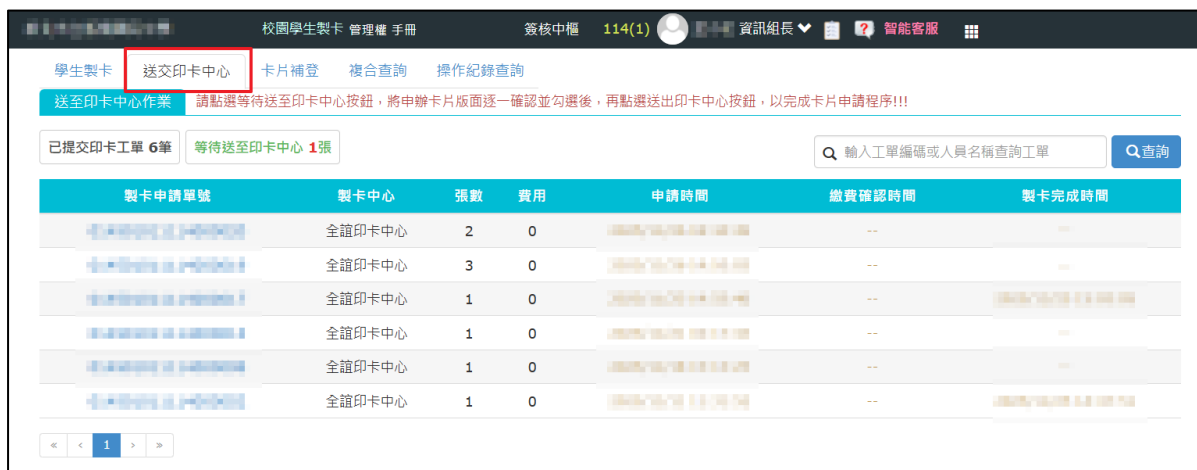 校園學生製卡 管理權 手冊 簽核中樞 114(1) 資訊組長 智能客服
學生製卡 送交印卡中心 卡片補登 複合查詢 操作紀錄查詢
送至印卡中心作業 請點選等待送至印卡中心按鈕，將申辦卡片版面逐一確認並勾選後，再點選送出印卡中心按鈕，以完成卡片申請程序!!!
已提交印卡工單 6筆 等待送至印卡中心 1張 輸入工單編碼或人員名稱查詢工單 查詢
製卡申請單號 製卡中心 張數 費用 申請時間 繳費確認時間 製卡完成時間
全誼印卡中心 2 0 --
全誼印卡中心 3 0 --
全誼印卡中心 1 0 --
全誼印卡中心 1 0 --
全誼印卡中心 1 0 --
全誼印卡中心 1 0 --
« ‹ 1 › »